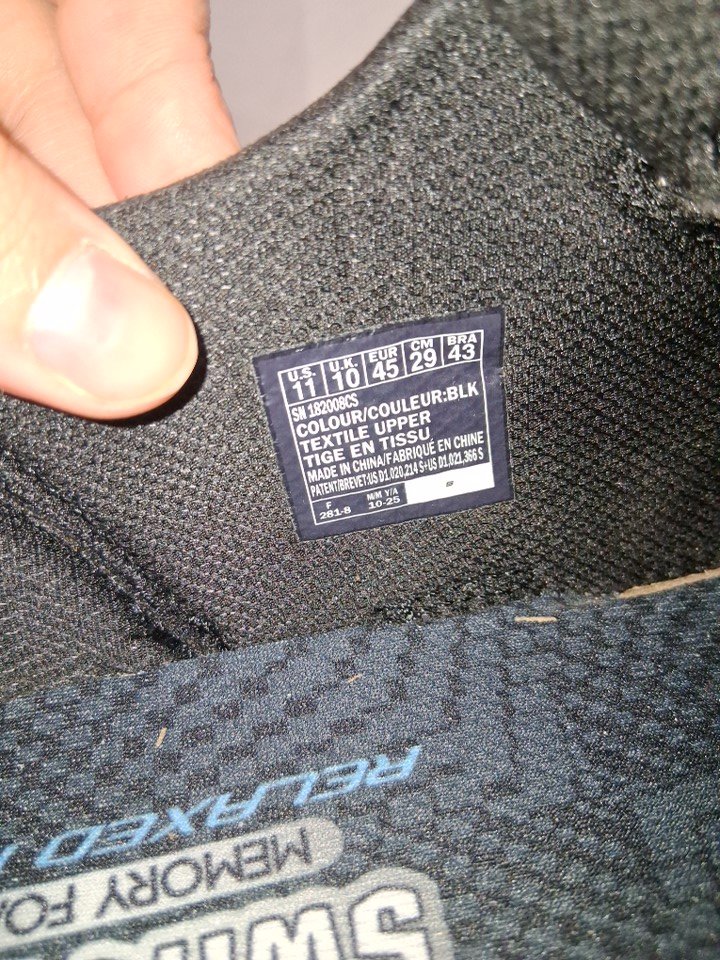 U.S. U.K. EUR CM BRA
11 10 45 29 43
SN 182008CS
COLOUR/COULEUR:BLK
TEXTILE UPPER
TIGE EN TISSU
MADE IN CHINA/FABRIQUÉ EN CHINE
PATENT/BREVET:US D1,020,214 S+US D1,021,366 S
F M/M Y/A
281-8 10-25
RELAXED
MEMORY